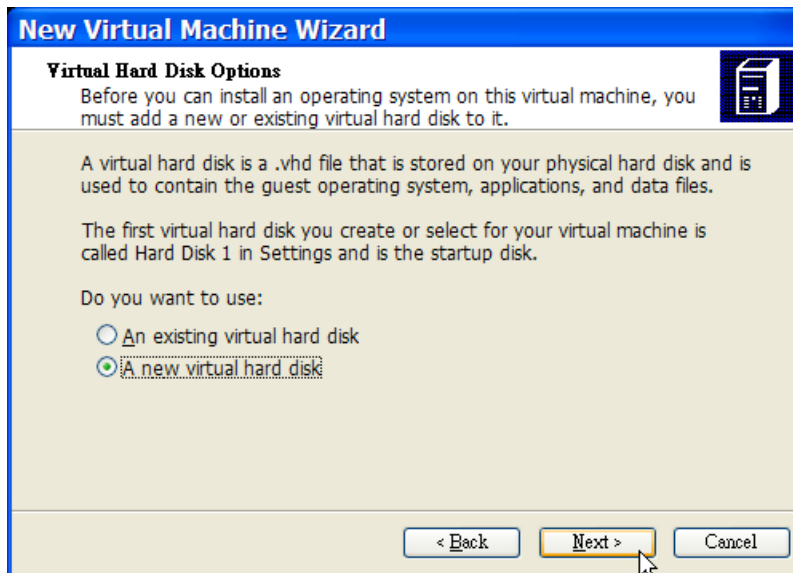 New Virtual Machine Wizard
Virtual Hard Disk Options
Before you can install an operating system on this virtual machine, you
must add a new or existing virtual hard disk to it.
A virtual hard disk is a .vhd file that is stored on your physical hard disk and is
used to contain the guest operating system, applications, and data files.
The first virtual hard disk you create or select for your virtual machine is
called Hard Disk 1 in Settings and is the startup disk.
Do you want to use:
An existing virtual hard disk
A new virtual hard disk
< Back Next > Cancel